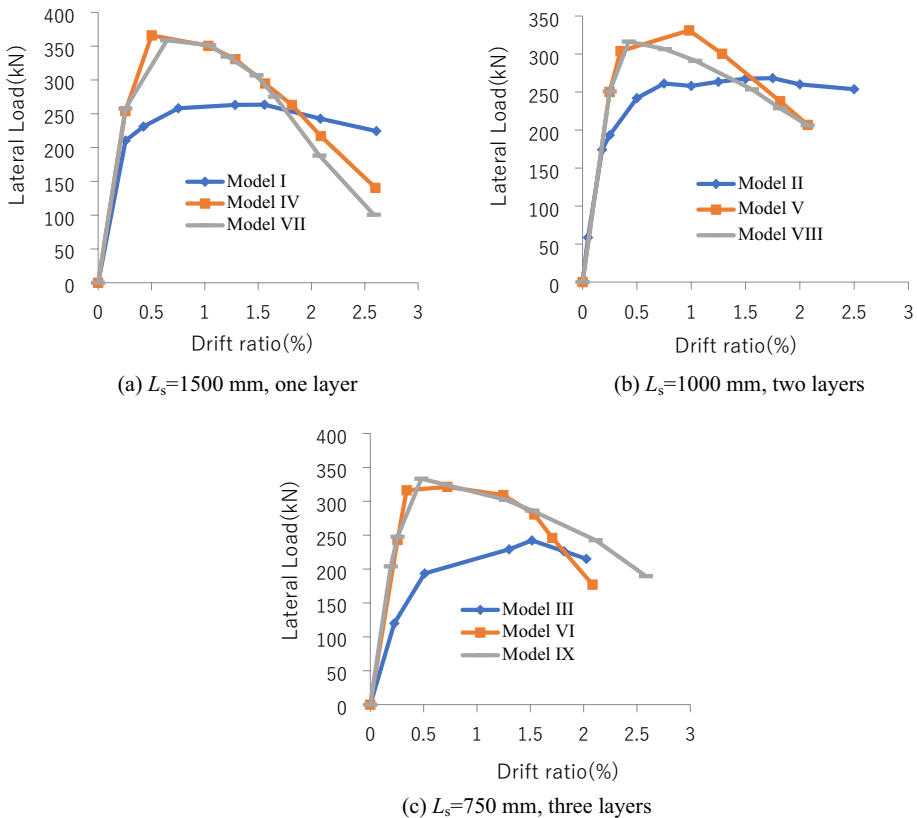 400
350
300
250
200
150
100
50
0
Lateral Load(kN)
Model I
Model IV
Model VII
0 0.5 1 1.5 2 2.5 3
Drift ratio(%)
(a) Ls=1500 mm, one layer
350
300
250
200
150
100
50
0
Lateral Load(kN)
Model II
Model V
Model VIII
0 0.5 1 1.5 2 2.5 3
Drift ratio(%)
(b) Ls=1000 mm, two layers
400
350
300
250
200
150
100
50
0
Lateral Load(kN)
Model III
Model VI
Model IX
0 0.5 1 1.5 2 2.5 3
Drift ratio(%)
(c) Ls=750 mm, three layers